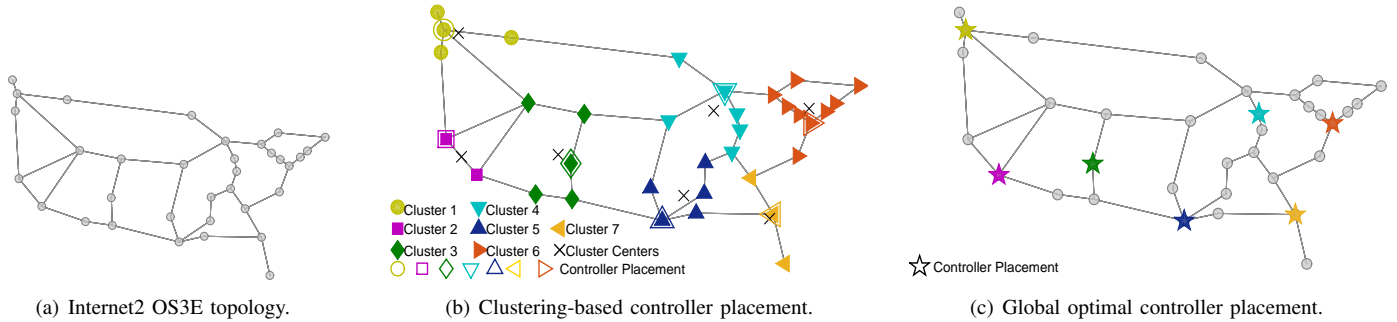 Cluster 1 Cluster 4
Cluster 2 Cluster 5 Cluster 7
Cluster 3 Cluster 6 Cluster Centers
Controller Placement
Controller Placement
(a) Internet2 OS3E topology.
(b) Clustering-based controller placement.
(c) Global optimal controller placement.